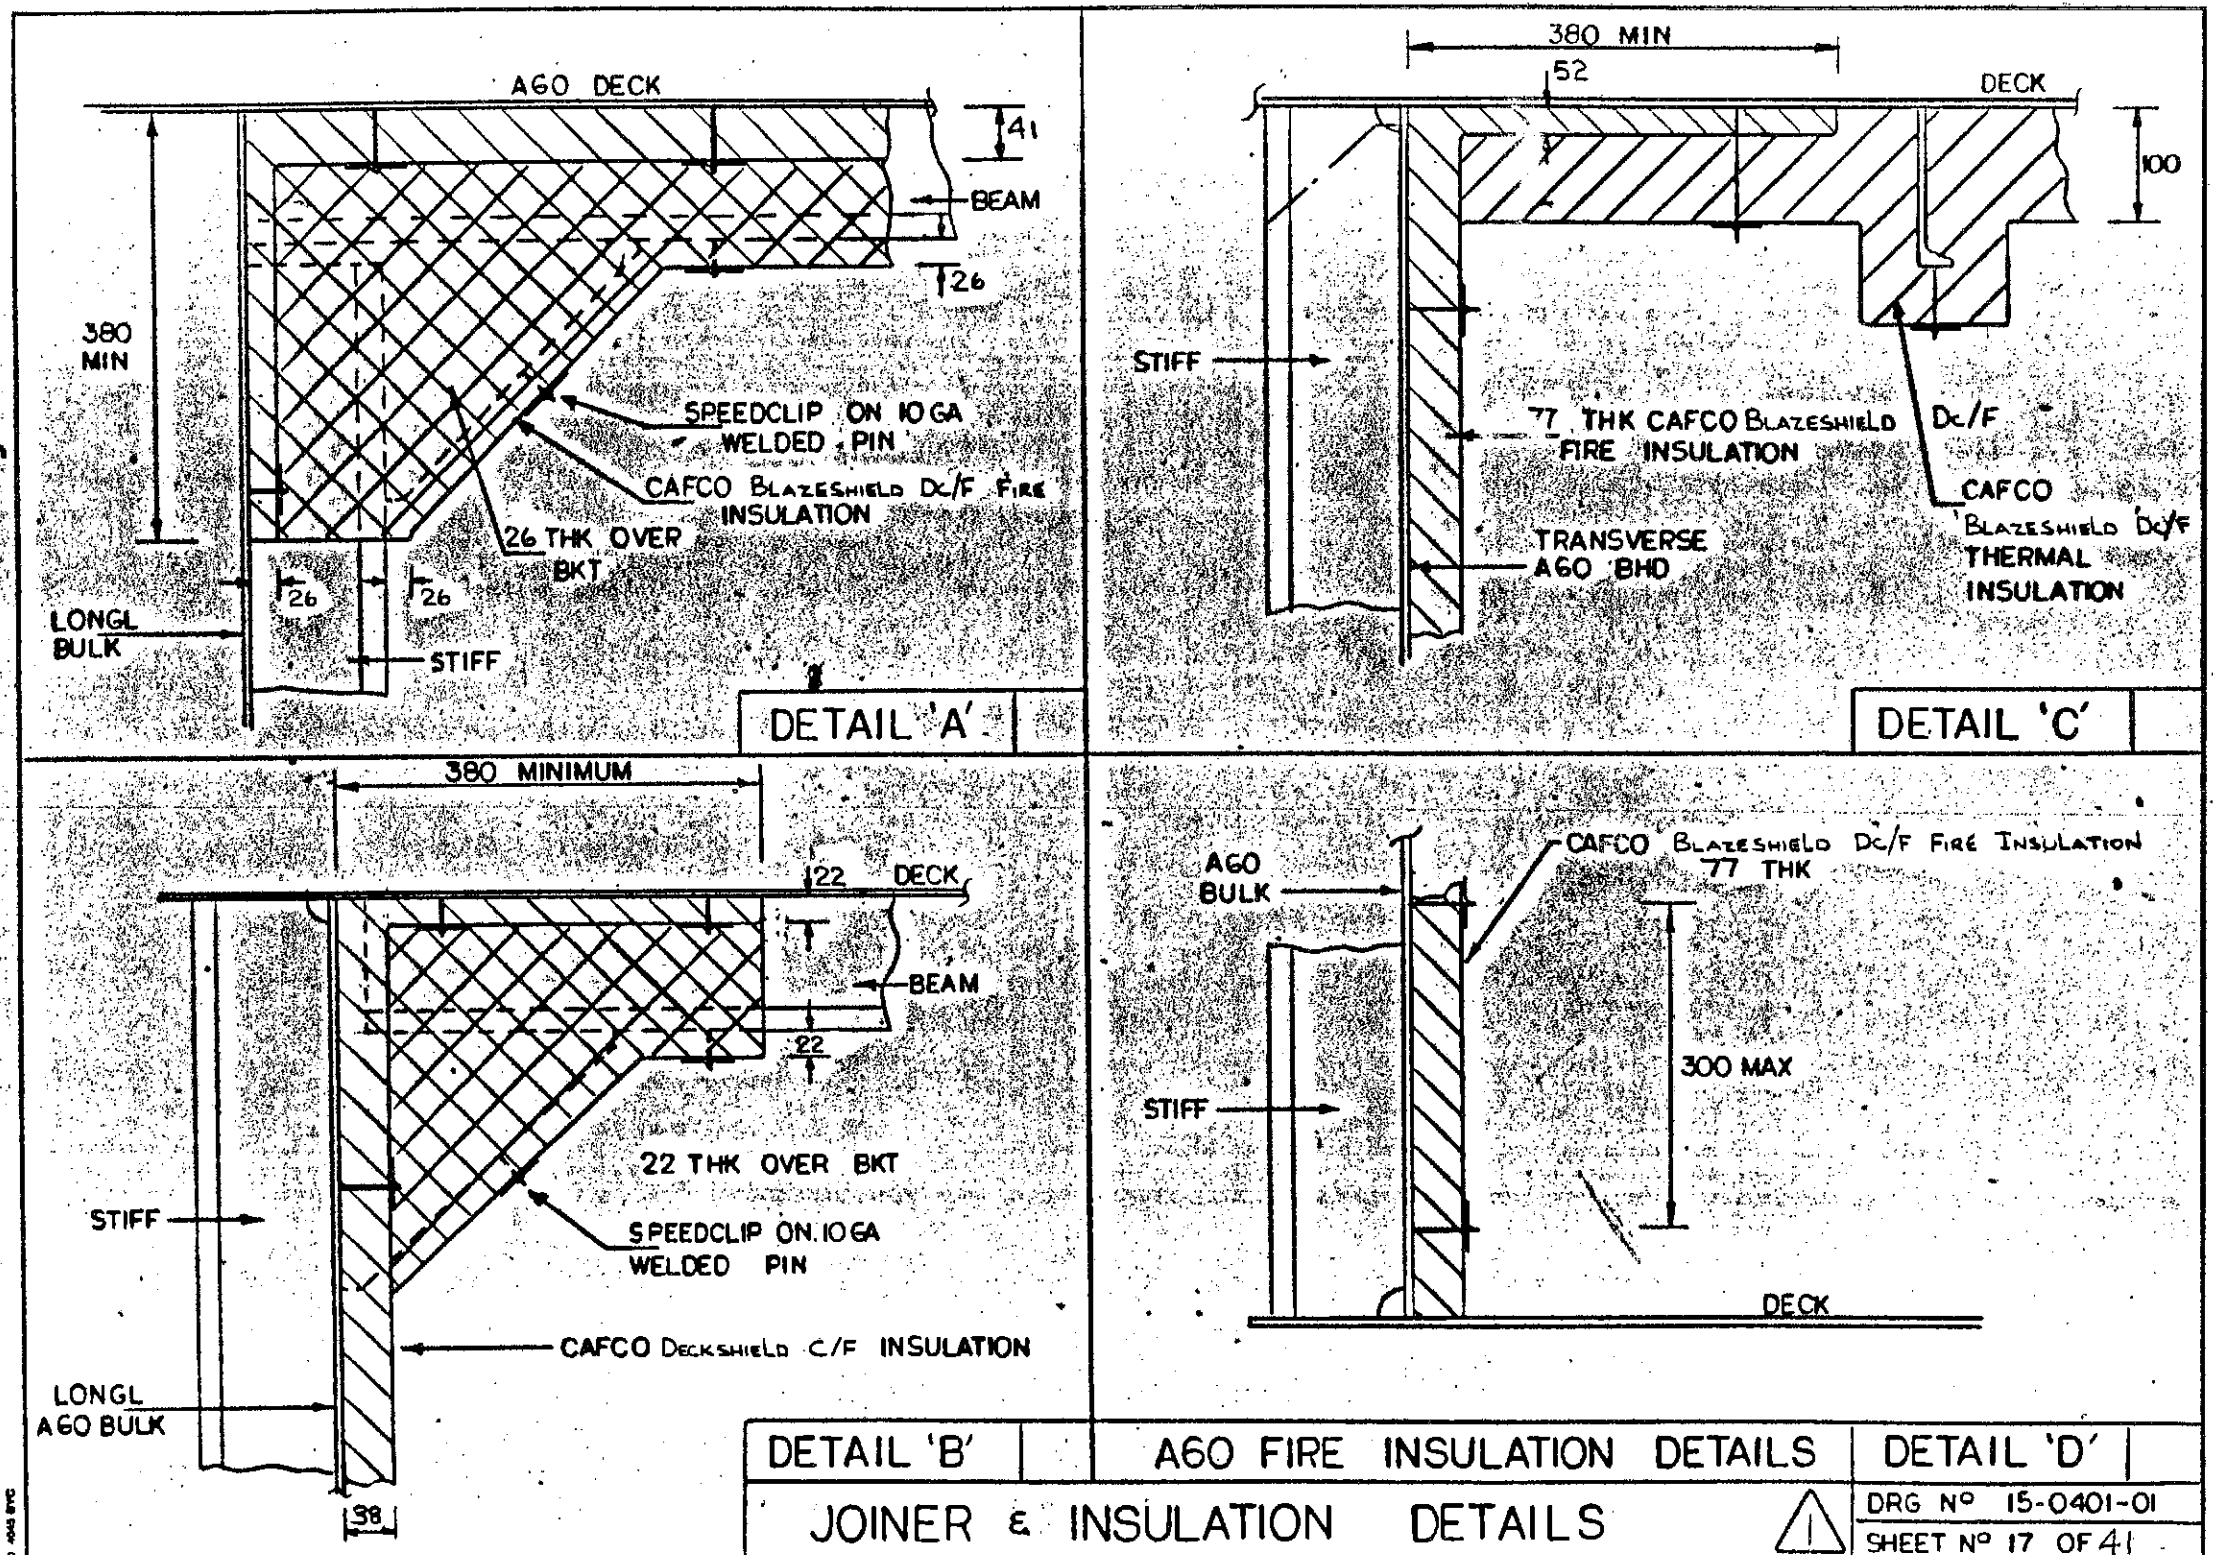 A60 DECK
41
BEAM
26
380
MIN
SPEEDCLIP ON 10 GA
WELDED PIN
CAFCO BLAZESHIELD DC/F FIRE
INSULATION
26 THK OVER
BKT
26
26
LONGL
BULK
STIFF
DETAIL 'A'
380 MIN
52
DECK
100
STIFF
77 THK CAFCO BLAZESHIELD DC/F
FIRE INSULATION
CAFCO
BLAZESHIELD DC/F
THERMAL
INSULATION
TRANSVERSE
A60 BHD
DETAIL 'C'
380 MINIMUM
22
DECK
BEAM
22
22 THK OVER BKT
STIFF
SPEEDCLIP ON 10 GA
WELDED PIN
CAFCO DECKSHIELD C/F INSULATION
LONGL
A60 BULK
38
DETAIL 'B'
CAFCO BLAZESHIELD DC/F FIRE INSULATION
77 THK
A60
BULK
300 MAX
STIFF
DECK
A60 FIRE INSULATION DETAILS
DETAIL 'D'
JOINER & INSULATION DETAILS
DRG Nº 15-0401-01
SHEET Nº 17 OF 41